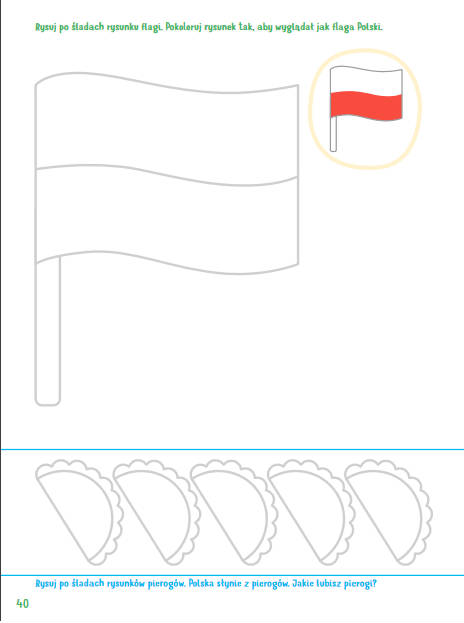 Rysuj po śladach rysunku flagi. Pokoloruj rysunek tak, aby wyglądał jak flaga Polski.
Rysuj po śladach rysunków pierogów. Polska słynie z pierogów. Jakie lubisz pierogi?
40